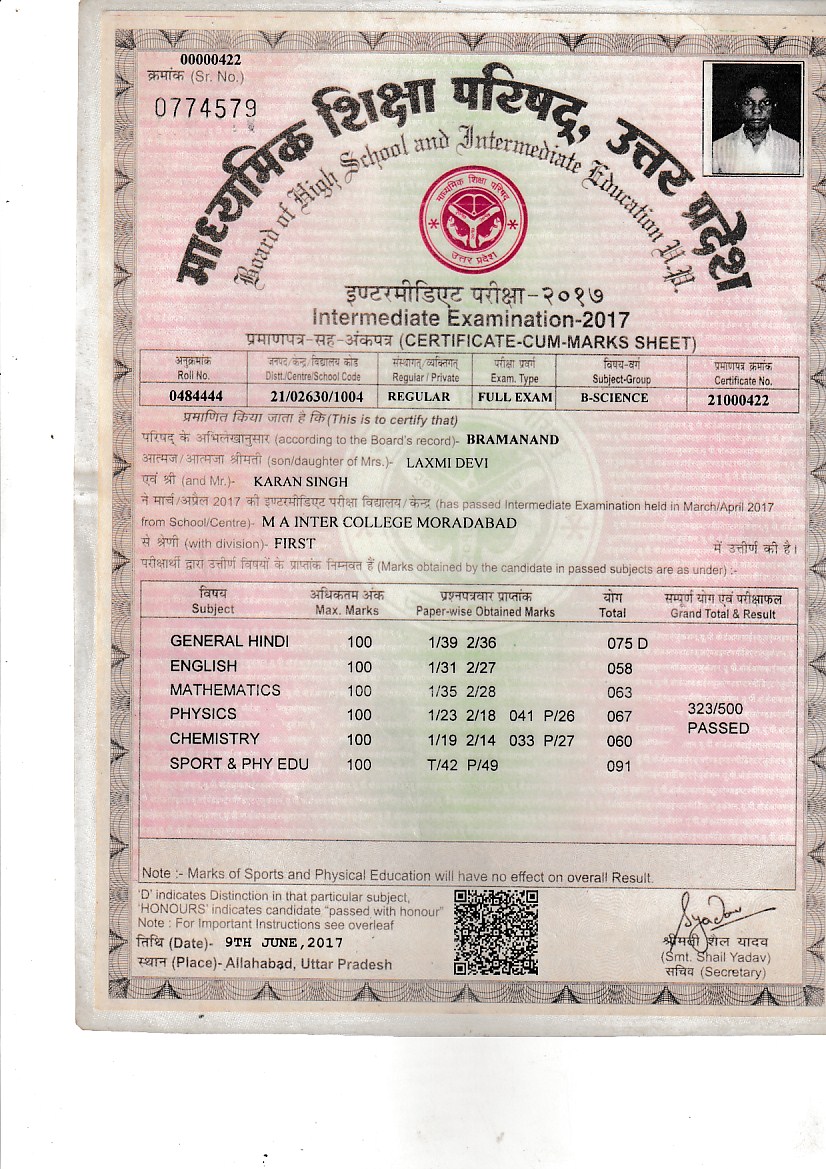 00000422
क्रमांक (Sr. No.)
0774579
माध्यमिक शिक्षा परिषद्, उत्तर प्रदेश
Board of High School and Intermediate Education U.P.
माध्यमिक शिक्षा परिषद्
उत्तर प्रदेश
इण्टरमीडिएट परीक्षा-२०१७
Intermediate Examination-2017
प्रमाणपत्र-सह-अंकपत्र (CERTIFICATE-CUM-MARKS SHEET)
अनुक्रमांक जनपद/केन्द्र/विद्यालय कोड संस्थागत/व्यक्तिगत परीक्षा प्रवर्ग विषय-वर्ग प्रमाणपत्र क्रमांक
Roll No. Distt./Centre/School Code Regular / Private Exam. Type Subject-Group Certificate No.
0484444 21/02630/1004 REGULAR FULL EXAM B-SCIENCE 21000422
प्रमाणित किया जाता है कि (This is to certify that)
परिषद् के अभिलेखानुसार (according to the Board's record)- BRAMANAND
आत्मज/आत्मजा श्रीमती (son/daughter of Mrs.)- LAXMI DEVI
एवं श्री (and Mr.)- KARAN SINGH
ने मार्च/अप्रैल 2017 की इण्टरमीडिएट परीक्षा विद्यालय/केन्द्र (has passed Intermediate Examination held in March/April 2017
from School/Centre)- M A INTER COLLEGE MORADABAD
से श्रेणी (with division)- FIRST में उत्तीर्ण की है।
परीक्षार्थी द्वारा उत्तीर्ण विषयों के प्राप्तांक निम्नवत हैं (Marks obtained by the candidate in passed subjects are as under) :-
विषय अधिकतम अंक प्रश्नपत्रवार प्राप्तांक योग सम्पूर्ण योग एवं परीक्षाफल
Subject Max. Marks Paper-wise Obtained Marks Total Grand Total & Result
GENERAL HINDI 100 1/39 2/36 075 D
ENGLISH 100 1/31 2/27 058
MATHEMATICS 100 1/35 2/28 063
PHYSICS 100 1/23 2/18 041 P/26 067 323/500
PASSED
CHEMISTRY 100 1/19 2/14 033 P/27 060
SPORT & PHY EDU 100 T/42 P/49 091
Note :- Marks of Sports and Physical Education will have no effect on overall Result.
'D' indicates Distinction in that particular subject,
'HONOURS' indicates candidate "passed with honour"
Note : For Important Instructions see overleaf
तिथि (Date)- 9TH JUNE,2017
स्थान (Place)- Allahabad, Uttar Pradesh
श्रीमती शैल यादव
(Smt. Shail Yadav)
सचिव (Secretary)